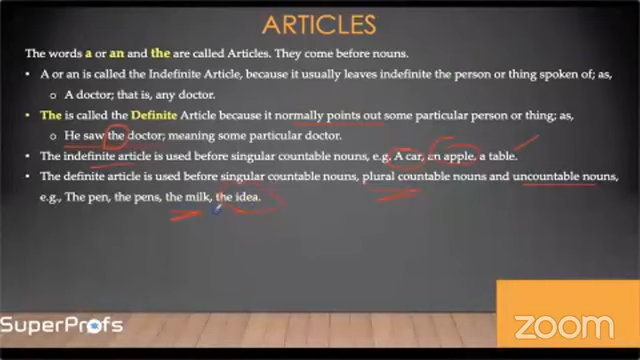 ARTICLES
The words a or an and the are called Articles. They come before nouns.
• A or an is called the Indefinite Article, because it usually leaves indefinite the person or thing spoken of; as,
o A doctor; that is, any doctor.
• The is called the Definite Article because it normally points out some particular person or thing; as,
o He saw the doctor; meaning some particular doctor.
• The indefinite article is used before singular countable nouns, e.g. A car, an apple, a table.
• The definite article is used before singular countable nouns, plural countable nouns and uncountable nouns,
e.g., The pen, the pens, the milk, the idea.
SuperProfs
zoom